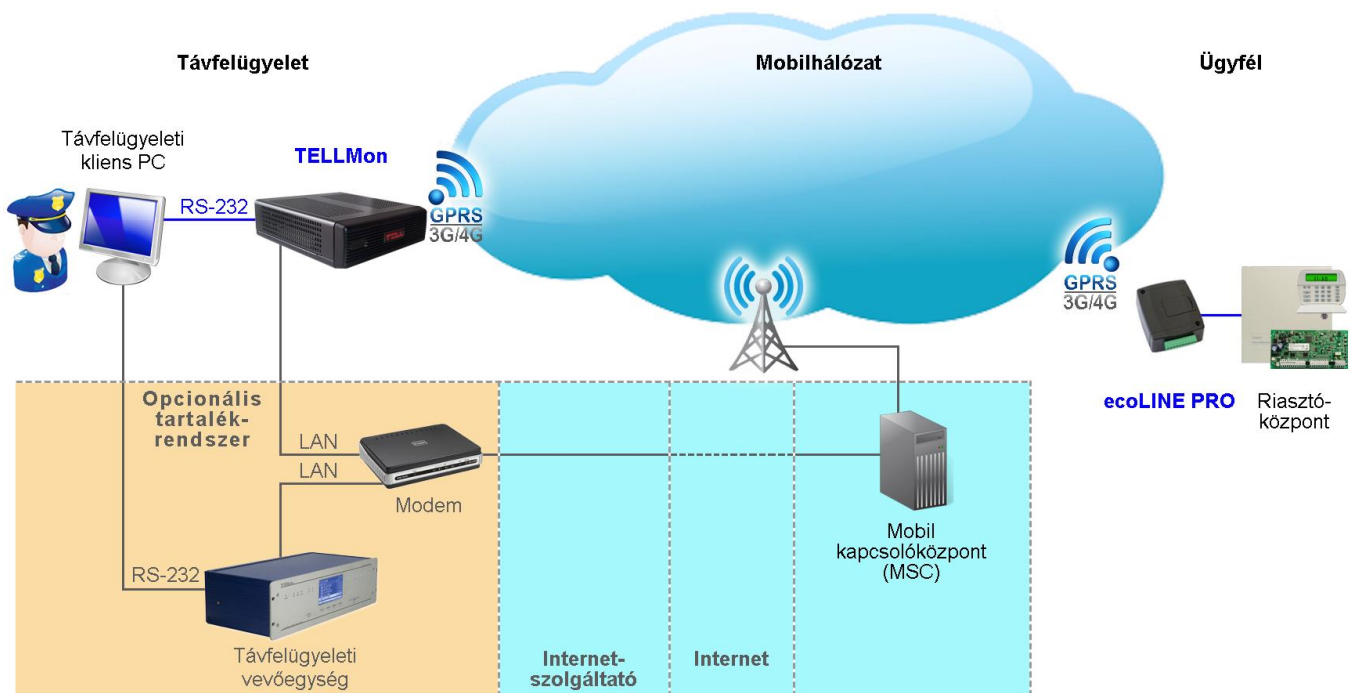 Távfelügyelet
Mobilhálózat
Ügyfél
Távfelügyeleti
kliens PC
TELLMon
RS-232
GPRS
3G/4G
GPRS
3G/4G
ecoLINE PRO
Riasztó-
központ
Opcionális
tartalék-
rendszer
LAN
LAN
Modem
RS-232
Távfelügyeleti
vevőegység
Mobil
kapcsolóközpont
(MSC)
Internet-
szolgáltató
Internet